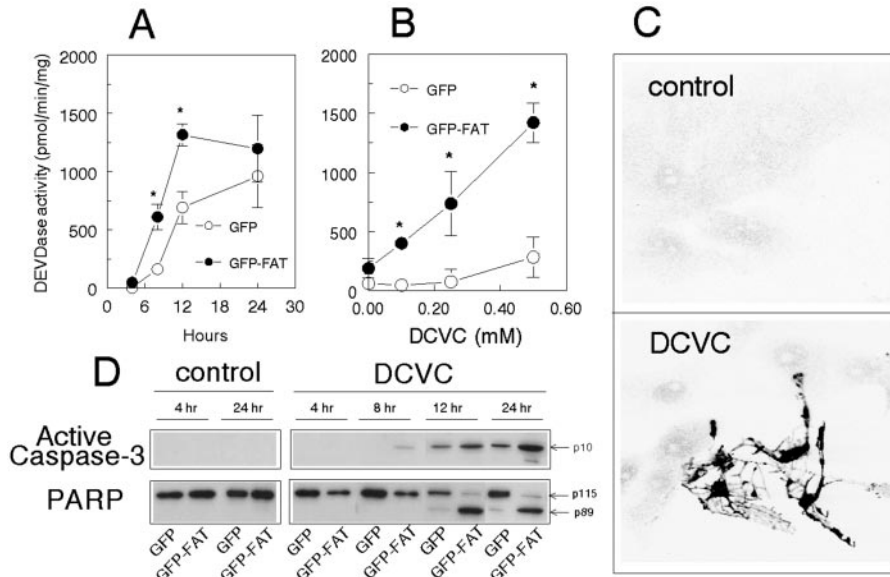 A
DEVDase activity (pmol/min/mg)
2000
1500
1000
500
0
*
*
GFP
GFP-FAT
6
12
18
24
30
Hours
B
2000
1500
1000
500
0
GFP
GFP-FAT
*
*
*
0.00
0.20
0.40
0.60
DCVC (mM)
C
control
DCVC
D
control
DCVC
4 hr
24 hr
4 hr
8 hr
12 hr
24 hr
Active
Caspase-3
p10
PARP
p115
p89
GFP
GFP-FAT
GFP
GFP-FAT
GFP
GFP-FAT
GFP
GFP-FAT
GFP
GFP-FAT
GFP
GFP-FAT